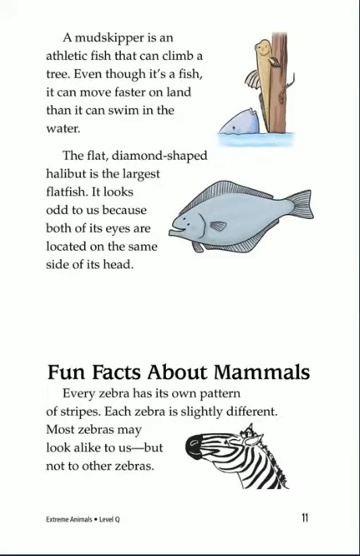 A mudskipper is an
athletic fish that can climb a
tree. Even though it's a fish,
it can move faster on land
than it can swim in the
water.
The flat, diamond-shaped
halibut is the largest
flatfish. It looks
odd to us because
both of its eyes are
located on the same
side of its head.
Fun Facts About Mammals
Every zebra has its own pattern
of stripes. Each zebra is slightly different.
Most zebras may
look alike to us—but
not to other zebras.
Extreme Animals • Level Q
11